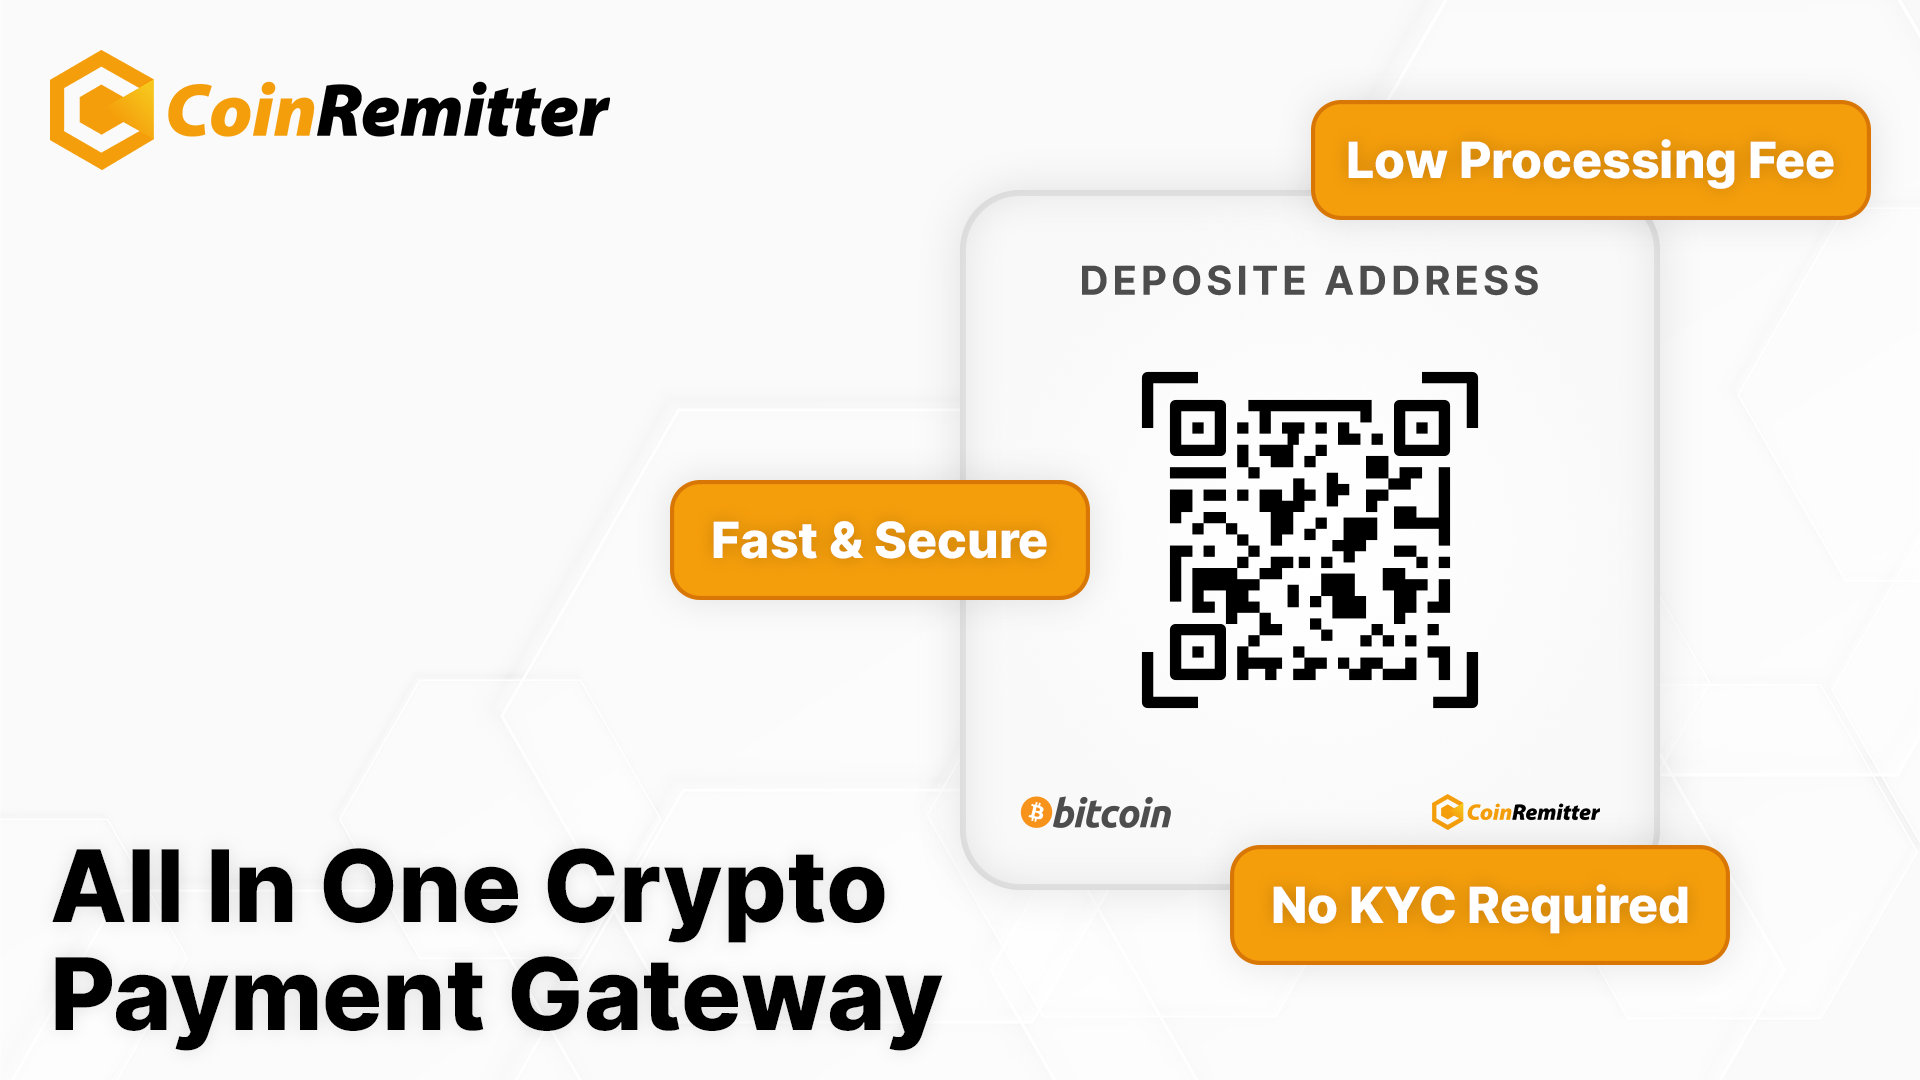 CoinRemitter
Low Processing Fee
DEPOSITE ADDRESS
Fast & Secure
bitcoin
CoinRemitter
No KYC Required
All In One Crypto
Payment Gateway